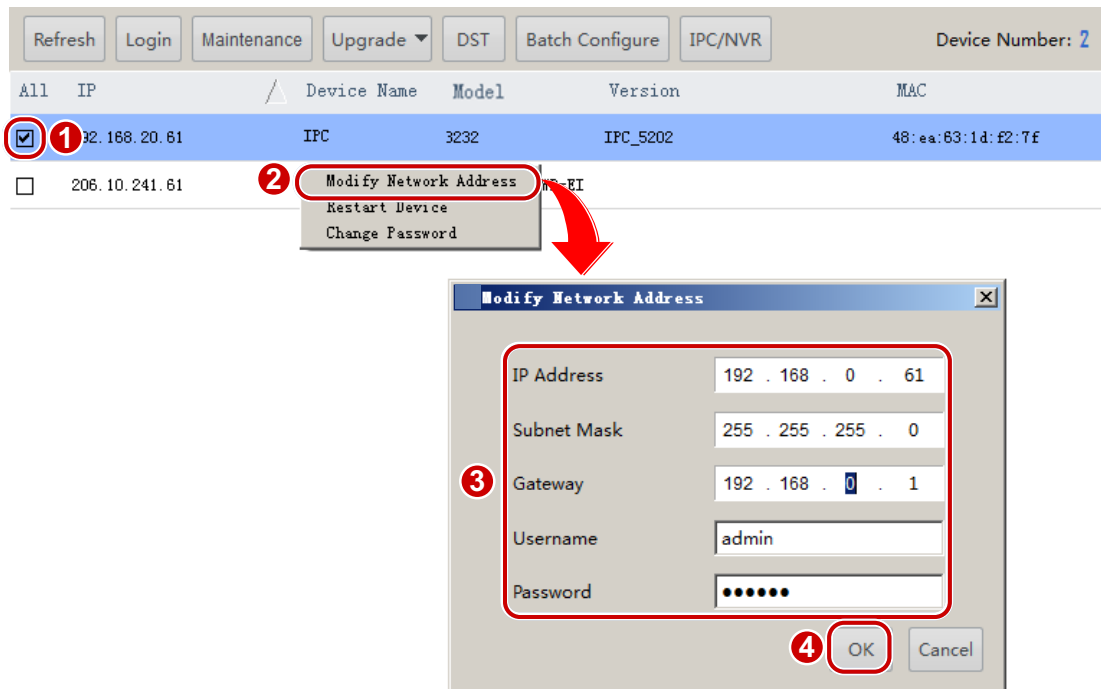 Refresh Login Maintenance Upgrade DST Batch Configure IPC/NVR Device Number: 2
All IP Device Name Model Version MAC
1 92.168.20.61 IPC 3232 IPC_5202 48:ea:63:1d:f2:7f
206.10.241.61
2 Modify Network Address
Restart Device
Change Password
Modify Network Address
IP Address 192 . 168 . 0 . 61
Subnet Mask 255 . 255 . 255 . 0
3 Gateway 192 . 168 . 0 . 1
Username admin
Password ●●●●●●
4 OK Cancel